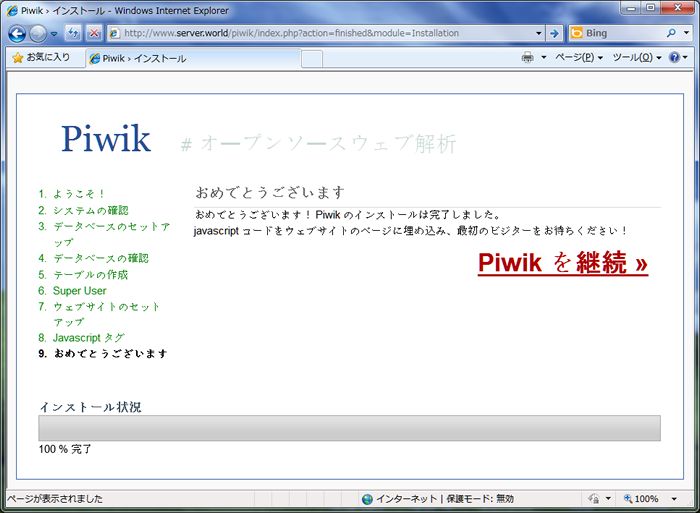 Piwik › インストール - Windows Internet Explorer
http://www.server.world/piwik/index.php?action=finished&module=Installation
Bing
お気に入り
Piwik › インストール
ページ(P)
ツール(O)
Piwik
# オープンソースウェブ解析
1. ようこそ！
2. システムの確認
3. データベースのセットア
ップ
4. データベースの確認
5. テーブルの作成
6. Super User
7. ウェブサイトのセット
アップ
8. Javascript タグ
9. おめでとうございます
おめでとうございます
おめでとうございます！ Piwik のインストールは完了しました。
javascript コードをウェブサイトのページに埋め込み、最初のビジターをお待ちください！
Piwik を継続 »
インストール状況
100 % 完了
ページが表示されました
インターネット | 保護モード: 無効
100%